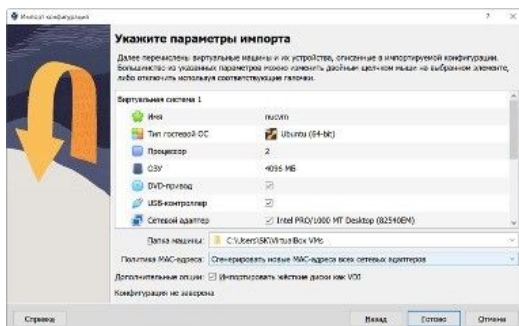 Импорт конфигураций
Укажите параметры импорта
Далее перечислены виртуальные машины и их устройства, описанные в импортируемой конфигурации.
Большинство из указанных параметров можно изменить двойным щелчком мыши на выбранном элементе,
либо отключить используя соответствующие галочки.
Виртуальная система 1
Имя nucvm
Тип гостевой ОС Ubuntu (64-bit)
Процессор 2
ОЗУ 4096 МБ
DVD-привод
USB-контроллер
Сетевой адаптер Intel PRO/1000 MT Desktop (82540EM)
Папка машины: C:\Users\SK\VirtualBox VMs
Политика MAC-адреса: Сгенерировать новые MAC-адреса всех сетевых адаптеров
Дополнительные опции: Импортировать жёсткие диски как VDI
Конфигурация не заверена
Справка Назад Готово Отмена